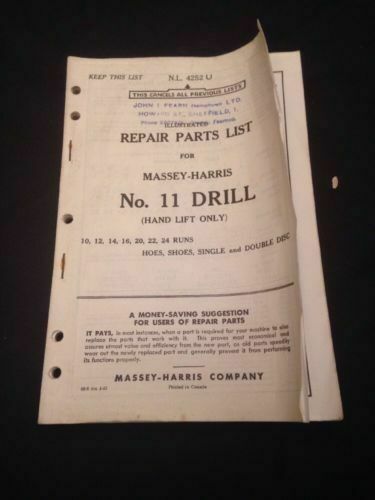 KEEP THIS LIST
N.L. 4252 U
THIS CANCELS ALL PREVIOUS LISTS
JOHN I FEARN LTD.
HOWARD ST., SHEFFIELD, 1.
Phone
ILLUSTRATED
REPAIR PARTS LIST
FOR
MASSEY-HARRIS
No. 11 DRILL
(HAND LIFT ONLY)
10, 12, 14, 16, 20, 22, 24 RUNS
HOES, SHOES, SINGLE and DOUBLE DISC
A MONEY-SAVING SUGGESTION
FOR USERS OF REPAIR PARTS
IT PAYS, in most instances, when a part is required for your machine to also
replace the parts that work with it. This proves most economical and
assures utmost value and efficiency from the new part, as old parts speedily
wear out the newly replaced part and generally prevent it from performing
its functions properly.
MASSEY-HARRIS COMPANY
Printed in Canada